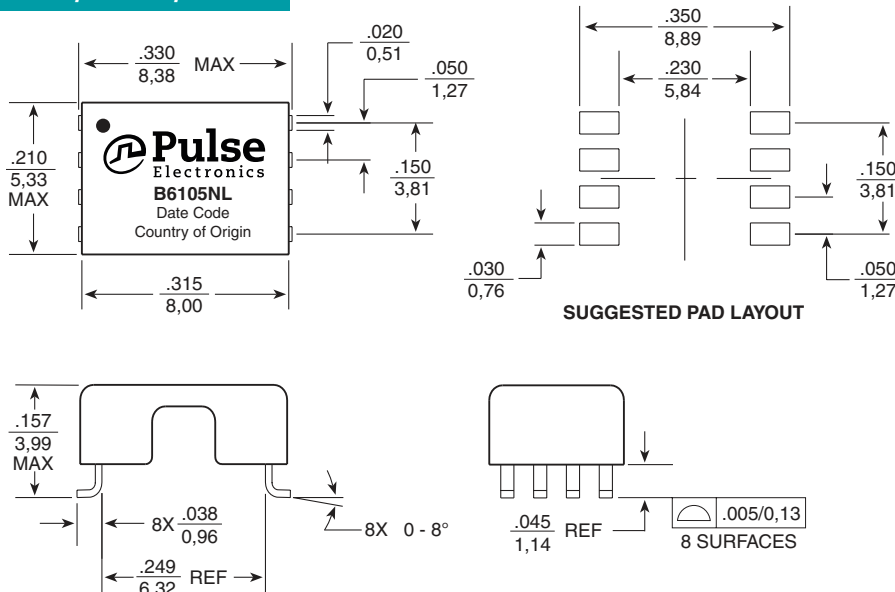 .330
8,38
MAX
.020
0,51
.050
1,27
.210
5,33
MAX
Pulse
Electronics
B6105NL
Date Code
Country of Origin
.150
3,81
.315
8,00
.350
8,89
.230
5,84
.150
3,81
.030
0,76
.050
1,27
SUGGESTED PAD LAYOUT
.157
3,99
MAX
8X .038
0,96
8X 0 - 8°
.249
6,32
REF
.045
1,14
REF
.005/0,13
8 SURFACES